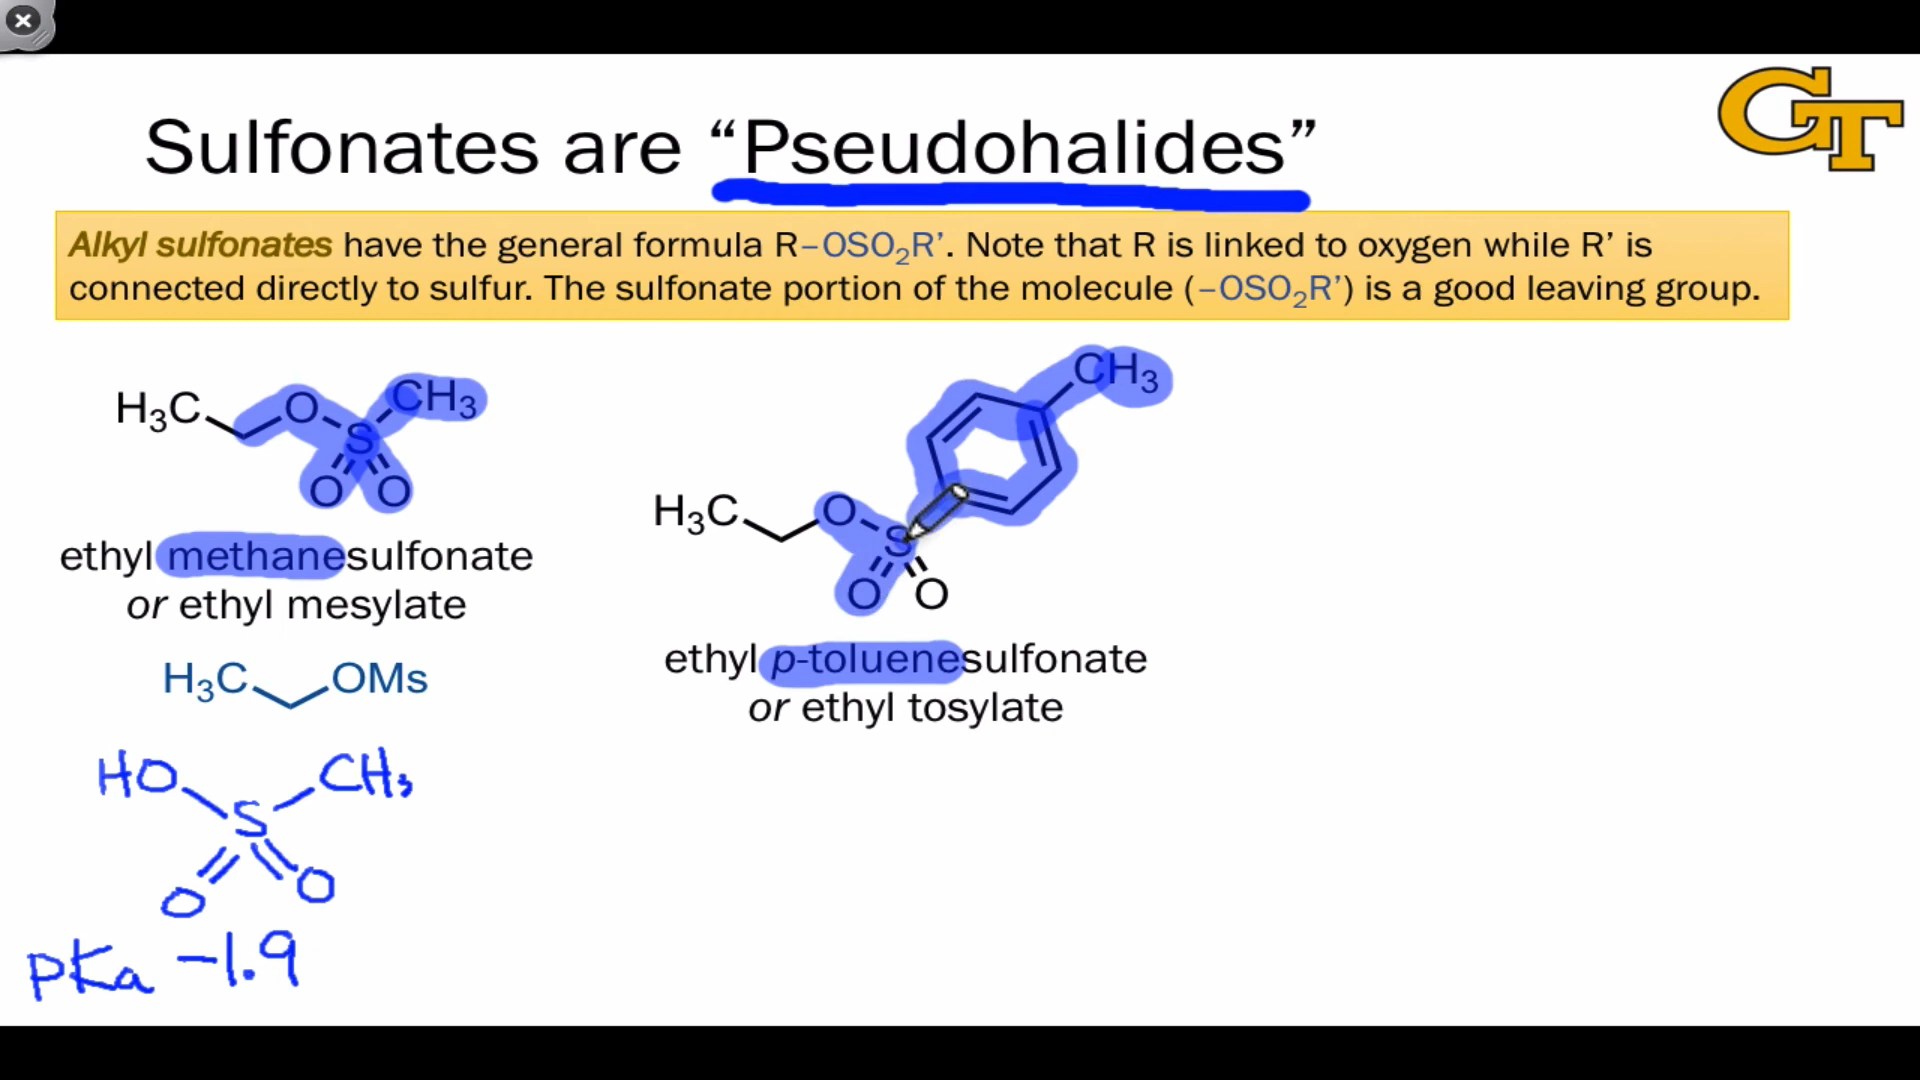 GT
Sulfonates are “Pseudohalides”
Alkyl sulfonates have the general formula R–OSO₂R’. Note that R is linked to oxygen while R’ is
connected directly to sulfur. The sulfonate portion of the molecule (–OSO₂R’) is a good leaving group.
H₃C O S CH₃
O O
ethyl methanesulfonate
or ethyl mesylate
H₃C OMs
HO S CH₃
O O
pKa -1.9
CH₃
H₃C O S
O O
ethyl p-toluenesulfonate
or ethyl tosylate